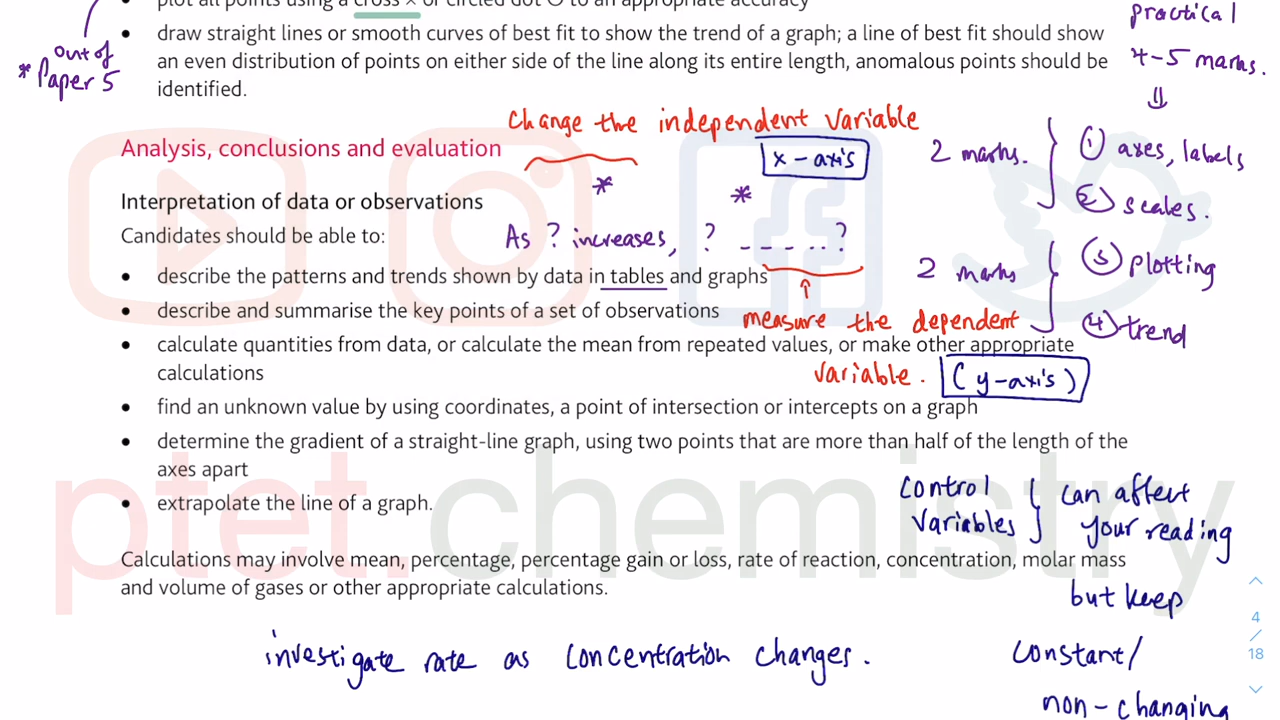 plot all points using a cross × or circled dot ⊙ to an appropriate accuracy
draw straight lines or smooth curves of best fit to show the trend of a graph; a line of best fit should show
an even distribution of points on either side of the line along its entire length, anomalous points should be
identified.
out of
* Paper 5
practical
4-5 marks.
change the independent variable
x-axis
Analysis, conclusions and evaluation
2 marks.
① axes, labels
② scales.
Interpretation of data or observations
Candidates should be able to:
As ? increases, ? - - - .. ?
describe the patterns and trends shown by data in tables and graphs
2 marks
③ plotting
④ trend
describe and summarise the key points of a set of observations
measure the dependent
variable. (y-axis)
calculate quantities from data, or calculate the mean from repeated values, or make other appropriate
calculations
find an unknown value by using coordinates, a point of intersection or intercepts on a graph
determine the gradient of a straight-line graph, using two points that are more than half of the length of the
axes apart
extrapolate the line of a graph.
ptet.chemistry
control
variables
can affect
your reading
but keep
constant/
non-changing
Calculations may involve mean, percentage, percentage gain or loss, rate of reaction, concentration, molar mass
and volume of gases or other appropriate calculations.
investigate rate as concentration changes.
4
/
18